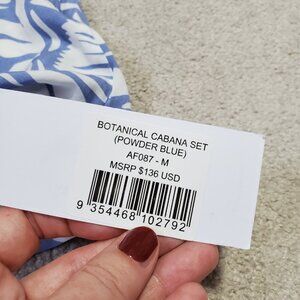 BOTANICAL CABANA SET
(POWDER BLUE)
AF087 - M
MSRP $136 USD
9 354468 102792